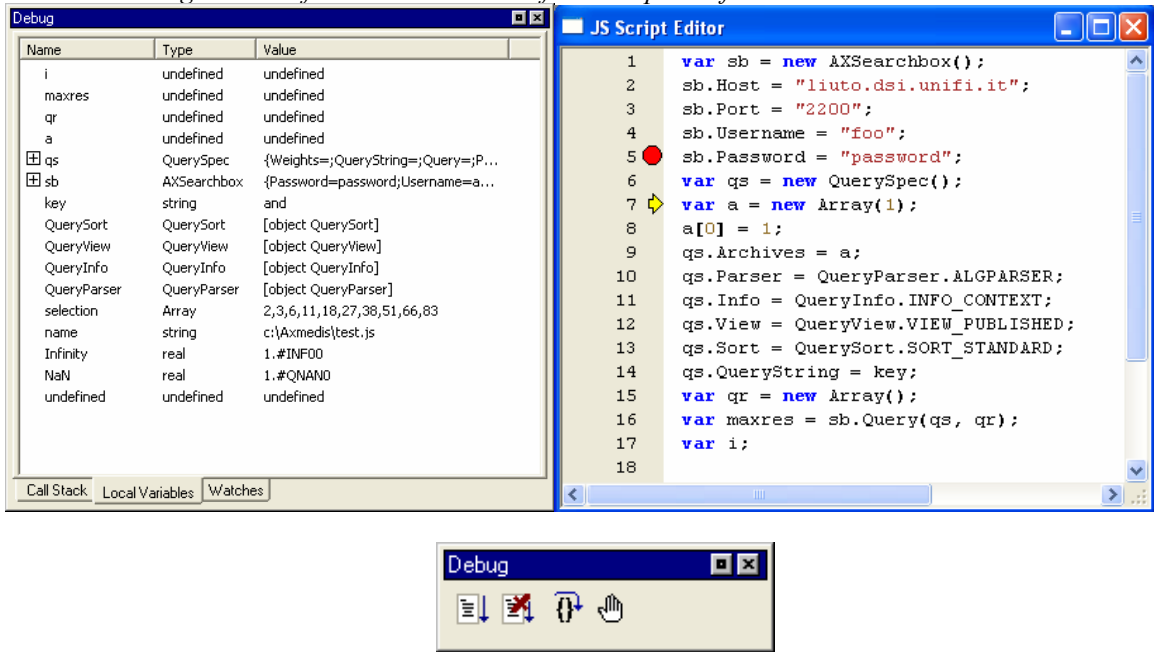 Debug
Name Type Value
i undefined undefined
maxres undefined undefined
qr undefined undefined
a undefined undefined
qs QuerySpec {Weights=;QueryString=;Query=;P...
sb AXSearchbox {Password=password;Username=a...
key string and
QuerySort QuerySort [object QuerySort]
QueryView QueryView [object QueryView]
QueryInfo QueryInfo [object QueryInfo]
QueryParser QueryParser [object QueryParser]
selection Array 2,3,6,11,18,27,38,51,66,83
name string c:\Axmedis\test.js
Infinity real 1.#INF00
NaN real 1.#QNAN0
undefined undefined undefined
Call Stack Local Variables Watches
JS Script Editor
1 var sb = new AXSearchbox();
2 sb.Host = "liuto.dsi.unifi.it";
3 sb.Port = "2200";
4 sb.Username = "foo";
5 sb.Password = "password";
6 var qs = new QuerySpec();
7 var a = new Array(1);
8 a[0] = 1;
9 qs.Archives = a;
10 qs.Parser = QueryParser.ALGPARSER;
11 qs.Info = QueryInfo.INFO_CONTEXT;
12 qs.View = QueryView.VIEW_PUBLISHED;
13 qs.Sort = QuerySort.SORT_STANDARD;
14 qs.QueryString = key;
15 var qr = new Array();
16 var maxres = sb.Query(qs, qr);
17 var i;
18
Debug